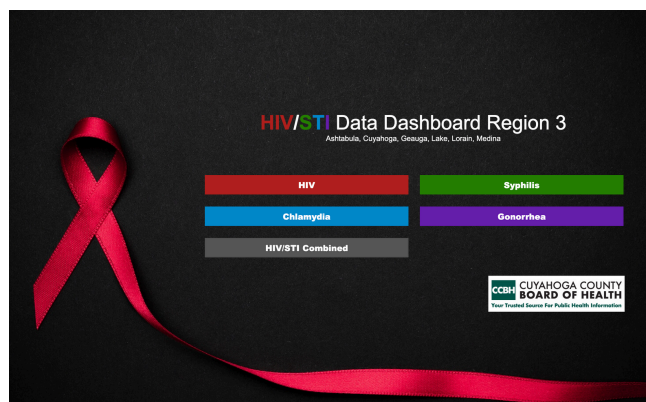 HIV/STI Data Dashboard Region 3
Ashtabula, Cuyahoga, Geauga, Lake, Lorain, Medina
HIV
Syphilis
Chlamydia
Gonorrhea
HIV/STI Combined
CCBH
CUYAHOGA COUNTY
BOARD OF HEALTH
Your Trusted Source For Public Health Information